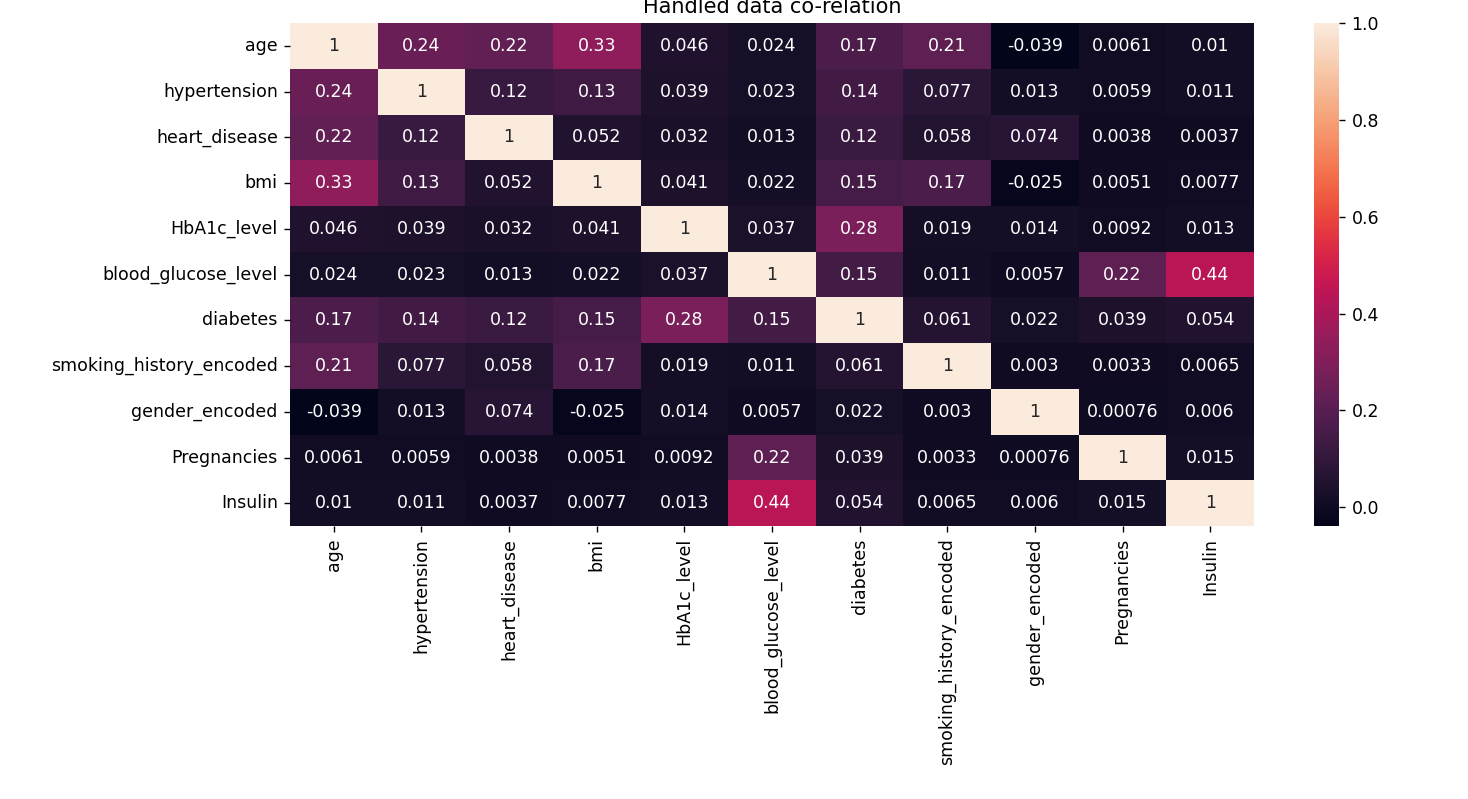 Handled data co-relation
age 1 0.24 0.22 0.33 0.046 0.024 0.17 0.21 -0.039 0.0061 0.01
hypertension 0.24 1 0.12 0.13 0.039 0.023 0.14 0.077 0.013 0.0059 0.011
heart_disease 0.22 0.12 1 0.052 0.032 0.013 0.12 0.058 0.074 0.0038 0.0037
bmi 0.33 0.13 0.052 1 0.041 0.022 0.15 0.17 -0.025 0.0051 0.0077
HbA1c_level 0.046 0.039 0.032 0.041 1 0.037 0.28 0.019 0.014 0.0092 0.013
blood_glucose_level 0.024 0.023 0.013 0.022 0.037 1 0.15 0.011 0.0057 0.22 0.44
diabetes 0.17 0.14 0.12 0.15 0.28 0.15 1 0.061 0.022 0.039 0.054
smoking_history_encoded 0.21 0.077 0.058 0.17 0.019 0.011 0.061 1 0.003 0.0033 0.0065
gender_encoded -0.039 0.013 0.074 -0.025 0.014 0.0057 0.022 0.003 1 0.00076 0.006
Pregnancies 0.0061 0.0059 0.0038 0.0051 0.0092 0.22 0.039 0.0033 0.00076 1 0.015
Insulin 0.01 0.011 0.0037 0.0077 0.013 0.44 0.054 0.0065 0.006 0.015 1
age
hypertension
heart_disease
bmi
HbA1c_level
blood_glucose_level
diabetes
smoking_history_encoded
gender_encoded
Pregnancies
Insulin
1.0
0.8
0.6
0.4
0.2
0.0